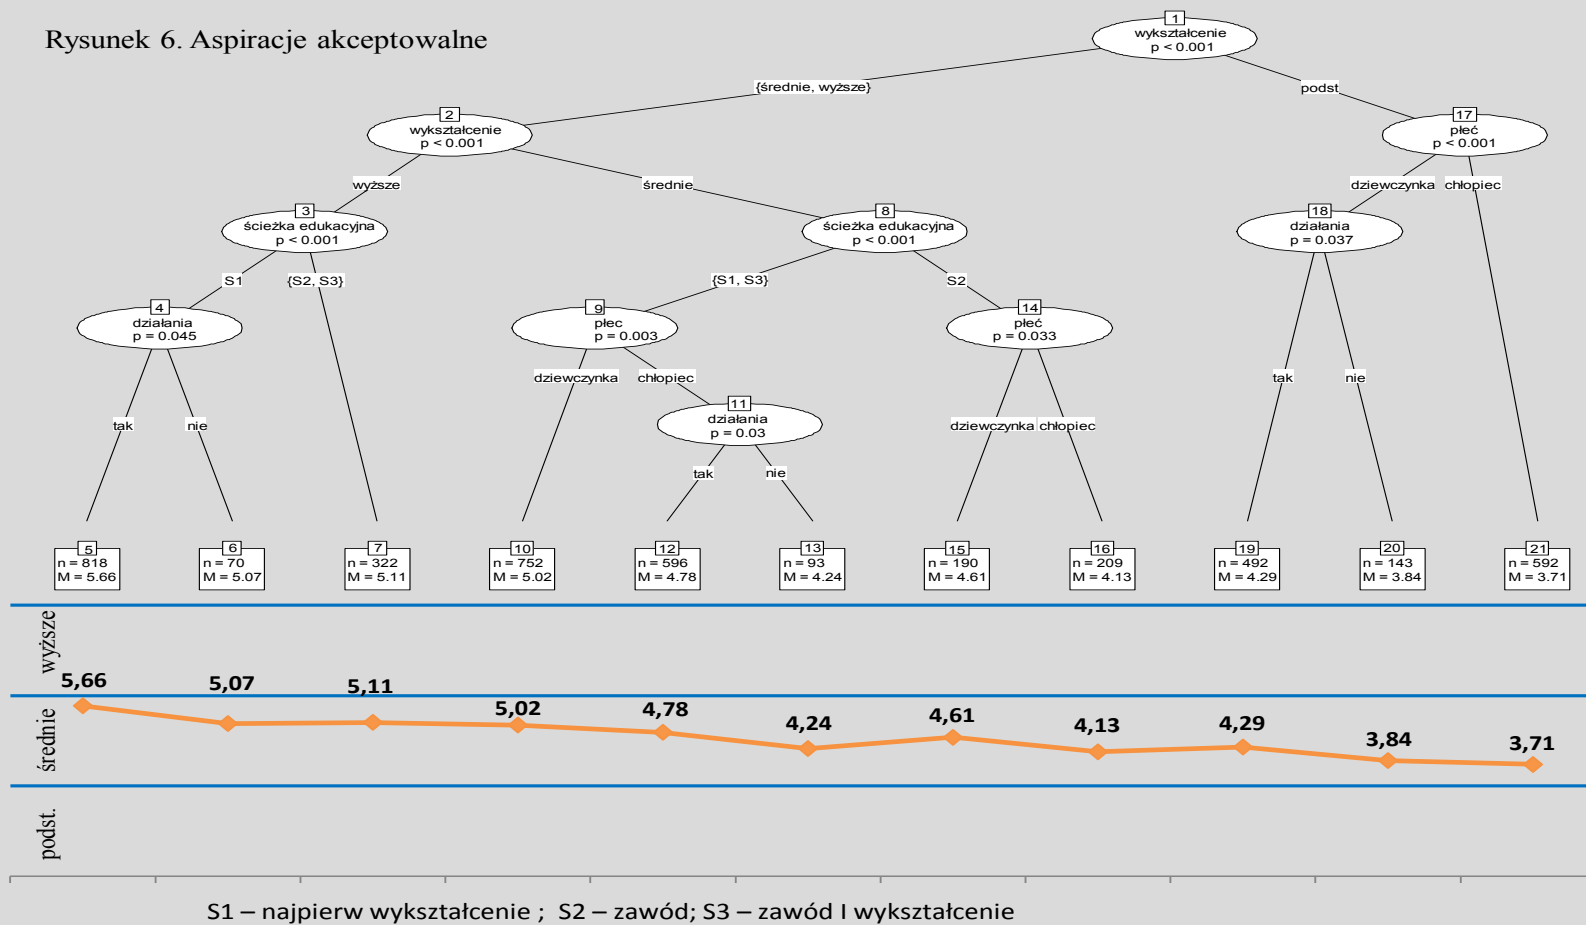 Rysunek 6. Aspiracje akceptowalne
1
wykształcenie
p < 0.001
{średnie, wyższe}
podst
2
wykształcenie
p < 0.001
17
płeć
p < 0.001
wyższe
średnie
dziewczynka
chłopiec
3
ścieżka edukacyjna
p < 0.001
8
ścieżka edukacyjna
p < 0.001
18
działania
p = 0.037
S1
{S2, S3}
{S1, S3}
S2
4
działania
p = 0.045
9
płec
p = 0.003
14
płeć
p = 0.033
dziewczynka
chłopiec
tak
nie
11
działania
p = 0.03
tak
nie
dziewczynka
chłopiec
tak
nie
5
n = 818
M = 5.66
6
n = 70
M = 5.07
7
n = 322
M = 5.11
10
n = 752
M = 5.02
12
n = 596
M = 4.78
13
n = 93
M = 4.24
15
n = 190
M = 4.61
16
n = 209
M = 4.13
19
n = 492
M = 4.29
20
n = 143
M = 3.84
21
n = 592
M = 3.71
wyższe
średnie
podst.
5,66
5,07
5,11
5,02
4,78
4,24
4,61
4,13
4,29
3,84
3,71
S1 – najpierw wykształcenie ; S2 – zawód; S3 – zawód I wykształcenie